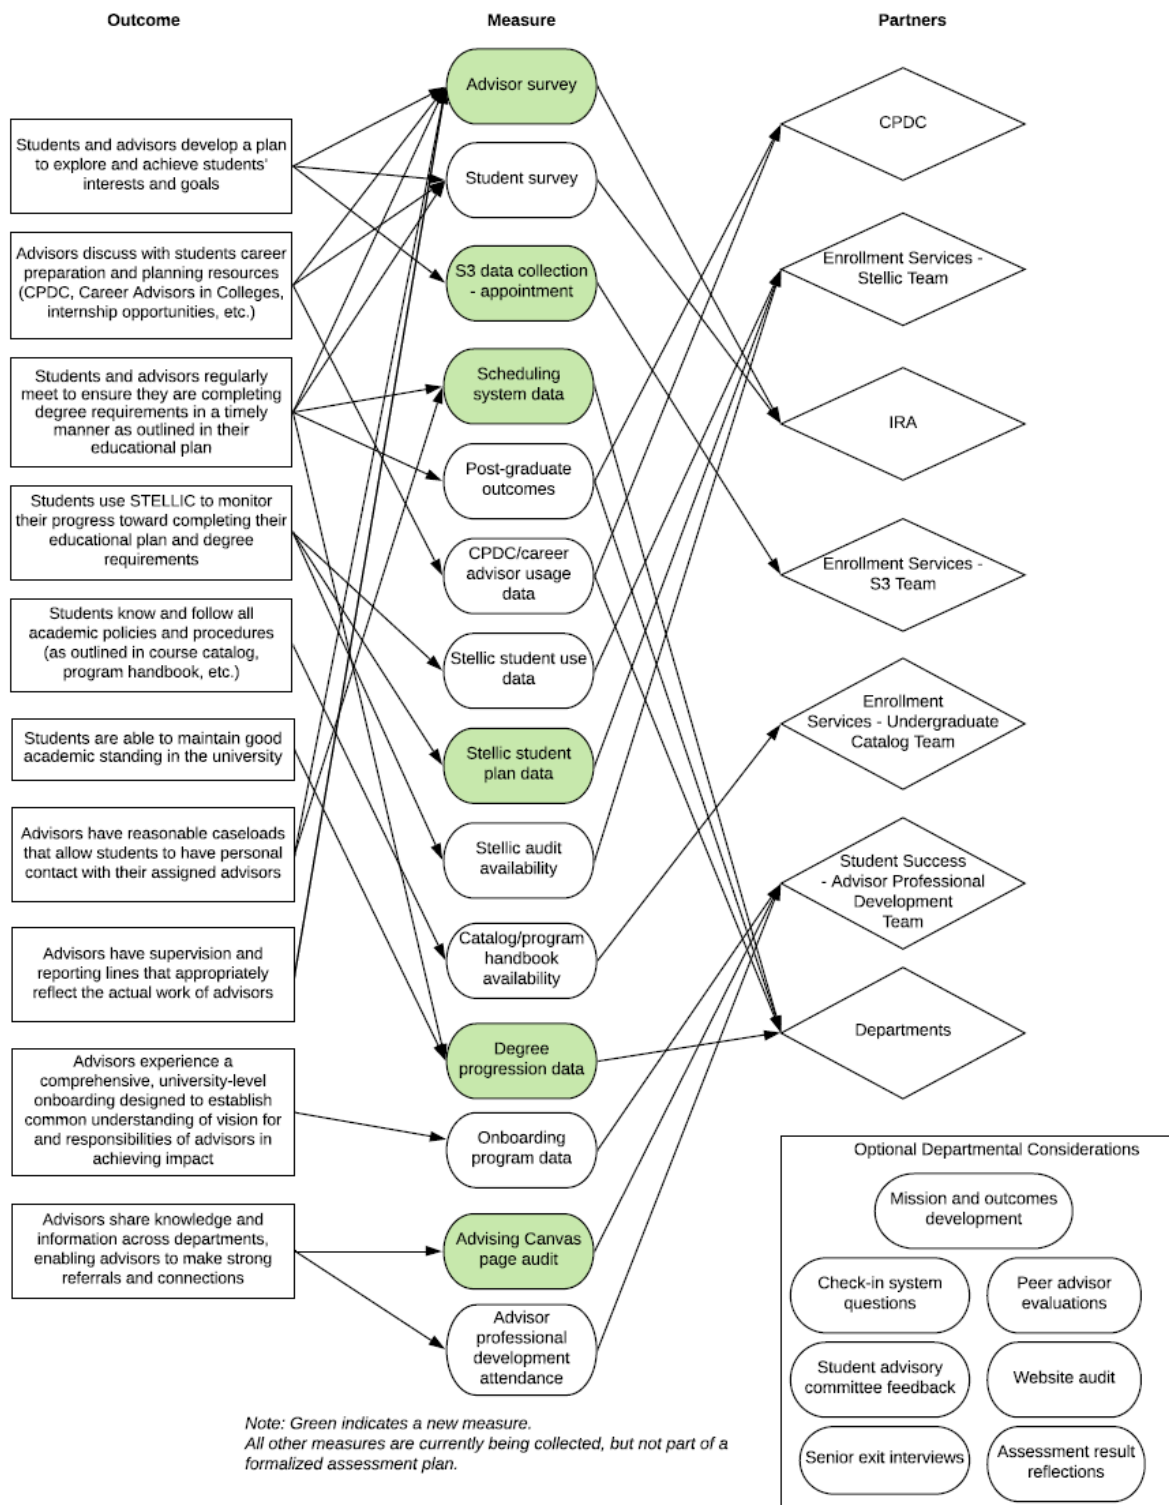 Outcome
Measure
Partners
Students and advisors develop a plan
to explore and achieve students'
interests and goals
Advisors discuss with students career
preparation and planning resources
(CPDC, Career Advisors in Colleges,
internship opportunities, etc.)
Students and advisors regularly
meet to ensure they are completing
degree requirements in a timely
manner as outlined in their
educational plan
Students use STELLIC to monitor
their progress toward completing their
educational plan and degree
requirements
Students know and follow all
academic policies and procedures
(as outlined in course catalog,
program handbook, etc.)
Students are able to maintain good
academic standing in the university
Advisors have reasonable caseloads
that allow students to have personal
contact with their assigned advisors
Advisors have supervision and
reporting lines that appropriately
reflect the actual work of advisors
Advisors experience a
comprehensive, university-level
onboarding designed to establish
common understanding of vision for
and responsibilities of advisors in
achieving impact
Advisors share knowledge and
information across departments,
enabling advisors to make strong
referrals and connections
Advisor survey
Student survey
S3 data collection
- appointment
Scheduling
system data
Post-graduate
outcomes
CPDC/career
advisor usage
data
Stellic student use
data
Stellic student
plan data
Stellic audit
availability
Catalog/program
handbook
availability
Degree
progression data
Onboarding
program data
Advising Canvas
page audit
Advisor
professional
development
attendance
CPDC
Enrollment Services -
Stellic Team
IRA
Enrollment Services -
S3 Team
Enrollment
Services - Undergraduate
Catalog Team
Student Success
- Advisor Professional
Development
Team
Departments
Optional Departmental Considerations
Mission and outcomes
development
Check-in system
questions
Peer advisor
evaluations
Student advisory
committee feedback
Website audit
Senior exit interviews
Assessment result
reflections
Note: Green indicates a new measure.
All other measures are currently being collected, but not part of a
formalized assessment plan.